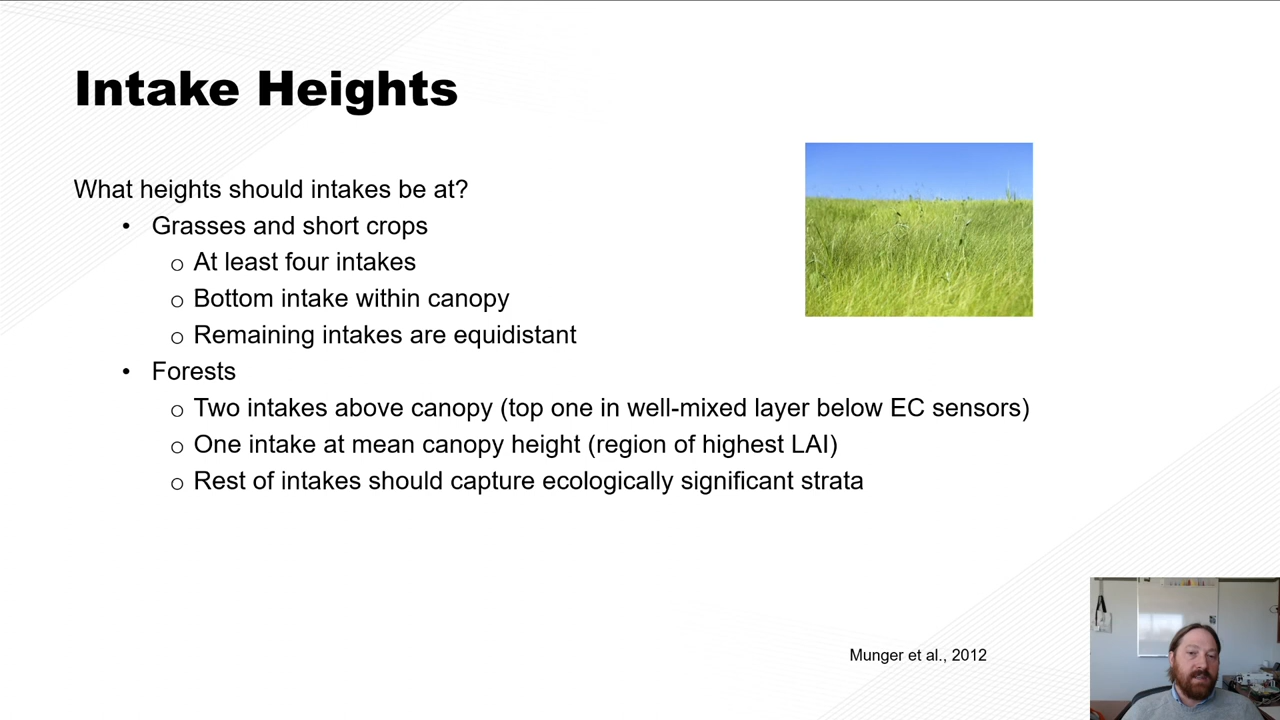 Intake Heights
What heights should intakes be at?
• Grasses and short crops
o At least four intakes
o Bottom intake within canopy
o Remaining intakes are equidistant
• Forests
o Two intakes above canopy (top one in well-mixed layer below EC sensors)
o One intake at mean canopy height (region of highest LAI)
o Rest of intakes should capture ecologically significant strata
Munger et al., 2012